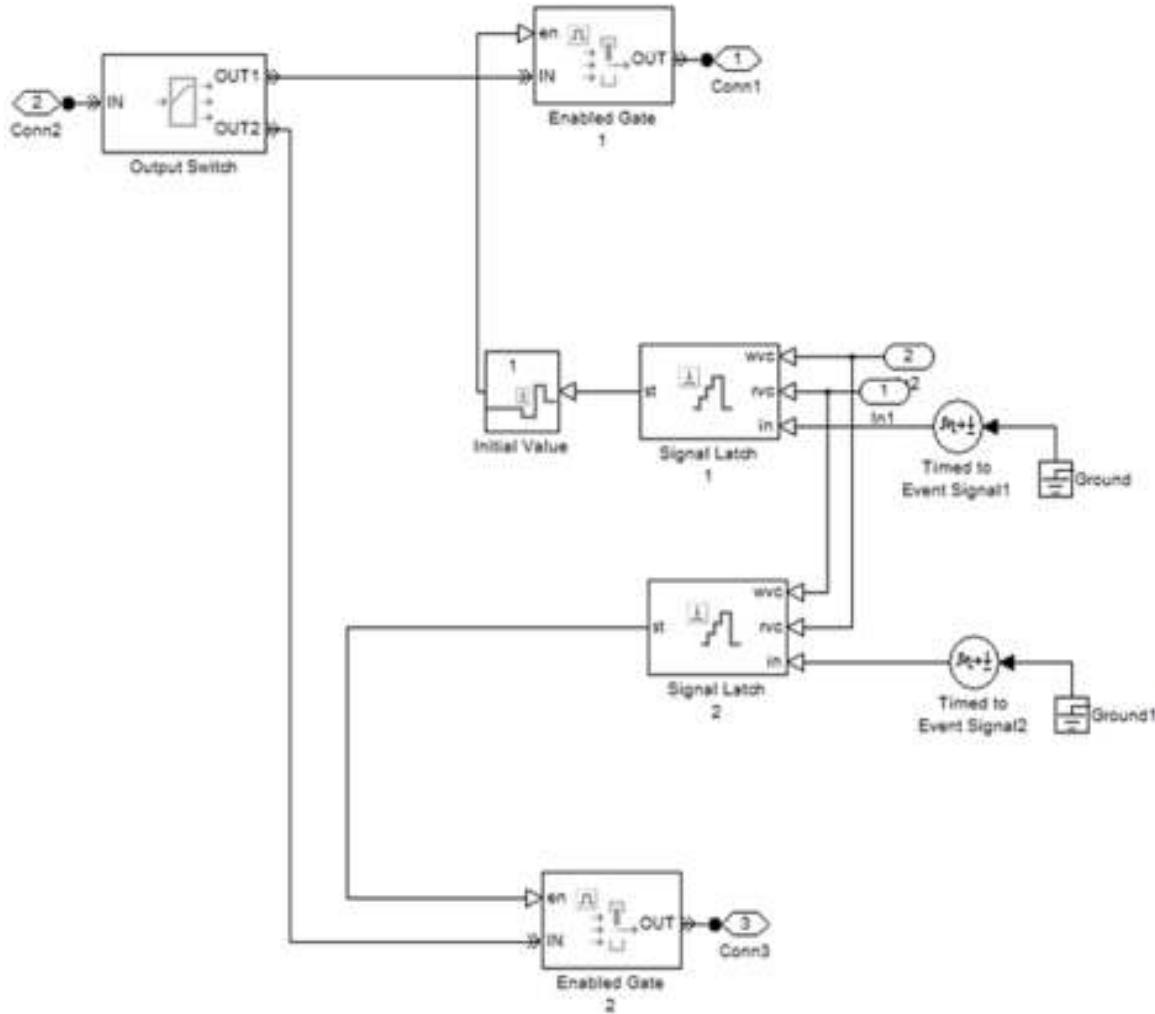 en
OUT
IN
1
Conn1
Enabled Gate
1
2
Conn2
IN
OUT1
OUT2
Output Switch
1
Initial Value
st
wvc
rvc
in
Signal Latch
1
2
1
In1
Timed to
Event Signal1
Ground
st
wvc
rvc
in
Signal Latch
2
Timed to
Event Signal2
Ground1
en
OUT
IN
3
Conn3
Enabled Gate
2